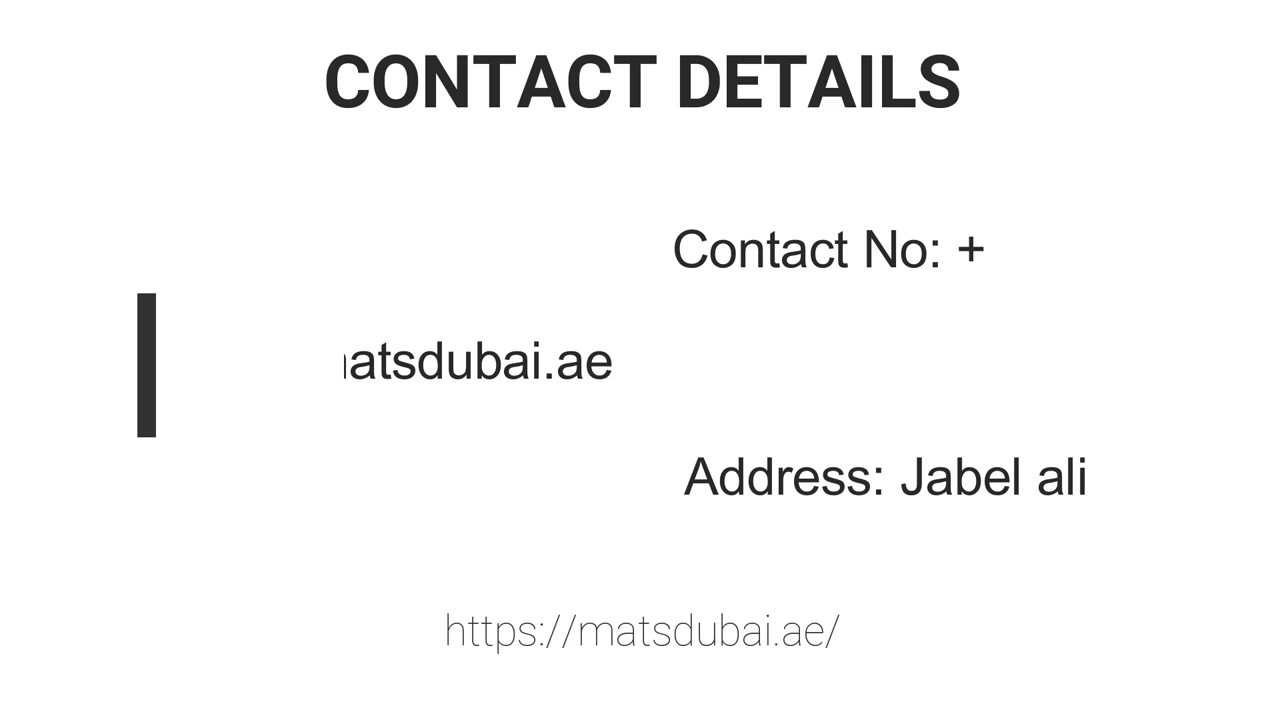 CONTACT DETAILS
Contact No: +
atsdubai.ae
Address: Jabel ali
https://matsdubai.ae/